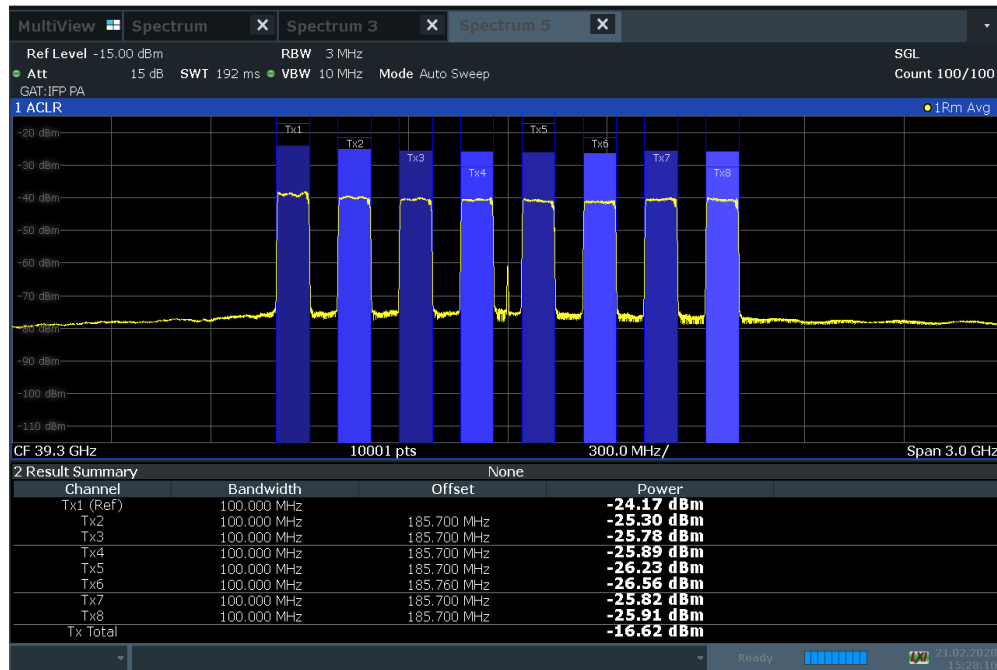 MultiView Spectrum X Spectrum 3 X Spectrum 5 X
Ref Level -15.00 dBm RBW 3 MHz SGL
Att 15 dB SWT 192 ms VBW 10 MHz Mode Auto Sweep Count 100/100
GAT:IFP PA
1 ACLR 1Rm Avg
Tx1 Tx5
-20 dBm
Tx2 Tx6
Tx3 Tx7
-30 dBm
Tx4 Tx8
-40 dBm
-50 dBm
-60 dBm
-70 dBm
-80 dBm
-90 dBm
-100 dBm
-110 dBm
CF 39.3 GHz 10001 pts 300.0 MHz/ Span 3.0 GHz
2 Result Summary None
Channel Bandwidth Offset Power
Tx1 (Ref) 100.000 MHz -24.17 dBm
Tx2 100.000 MHz 185.700 MHz -25.30 dBm
Tx3 100.000 MHz 185.700 MHz -25.78 dBm
Tx4 100.000 MHz 185.700 MHz -25.89 dBm
Tx5 100.000 MHz 185.700 MHz -26.23 dBm
Tx6 100.000 MHz 185.760 MHz -26.56 dBm
Tx7 100.000 MHz 185.700 MHz -25.82 dBm
Tx8 100.000 MHz 185.700 MHz -25.91 dBm
Tx Total -16.62 dBm
Ready LXI 21.02.2020
15:28:10